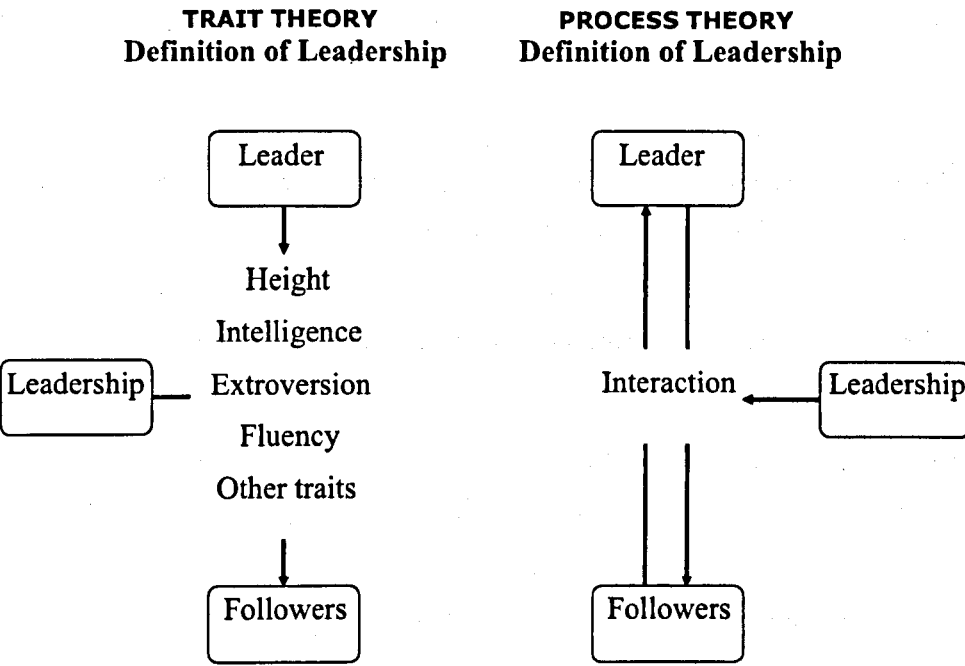 TRAIT THEORY
Definition of Leadership
Leader
Height
Intelligence
Leadership
Extroversion
Fluency
Other traits
Followers
PROCESS THEORY
Definition of Leadership
Leader
Interaction
Leadership
Followers